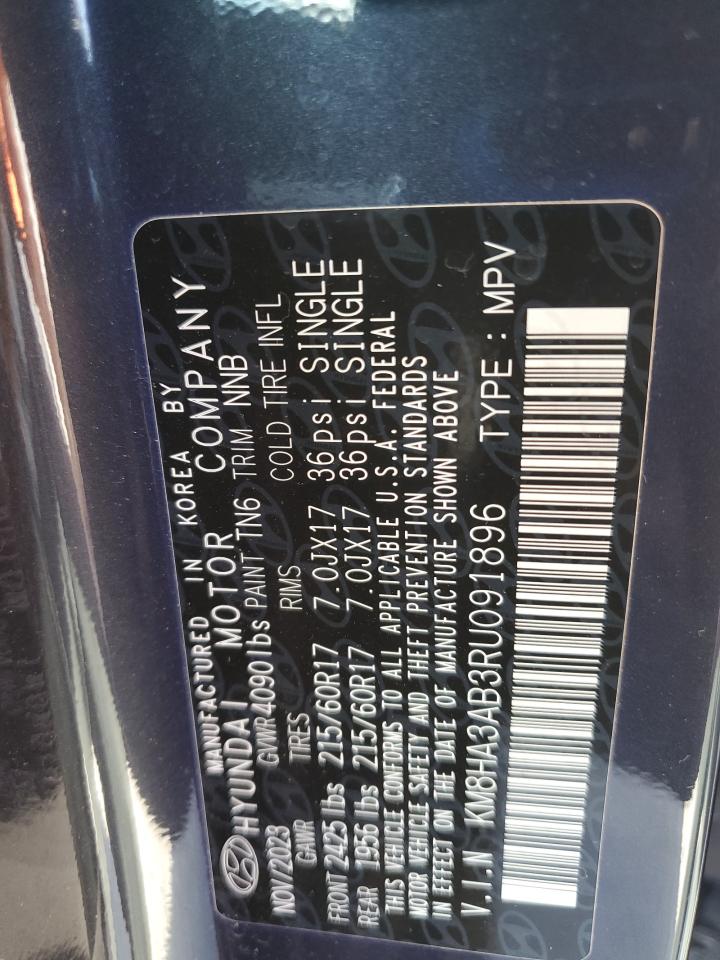 MANUFACTURED IN KOREA BY
HYUNDAI MOTOR COMPANY
NOV/2023 GVWR 4090 lbs PAINT TN6 TRIM NNB
GAWR TIRES RIMS COLD TIRE INFL
FRONT 2425 lbs 215/60R17 7.0JX17 36psi SINGLE
REAR 1956 lbs 215/60R17 7.0JX17 36psi SINGLE
THIS VEHICLE CONFORMS TO ALL APPLICABLE U.S.A. FEDERAL
MOTOR VEHICLE SAFETY AND THEFT PREVENTION STANDARDS
IN EFFECT ON THE DATE OF MANUFACTURE SHOWN ABOVE
V.I.N KM8HA3AB3RU091896 TYPE : MPV